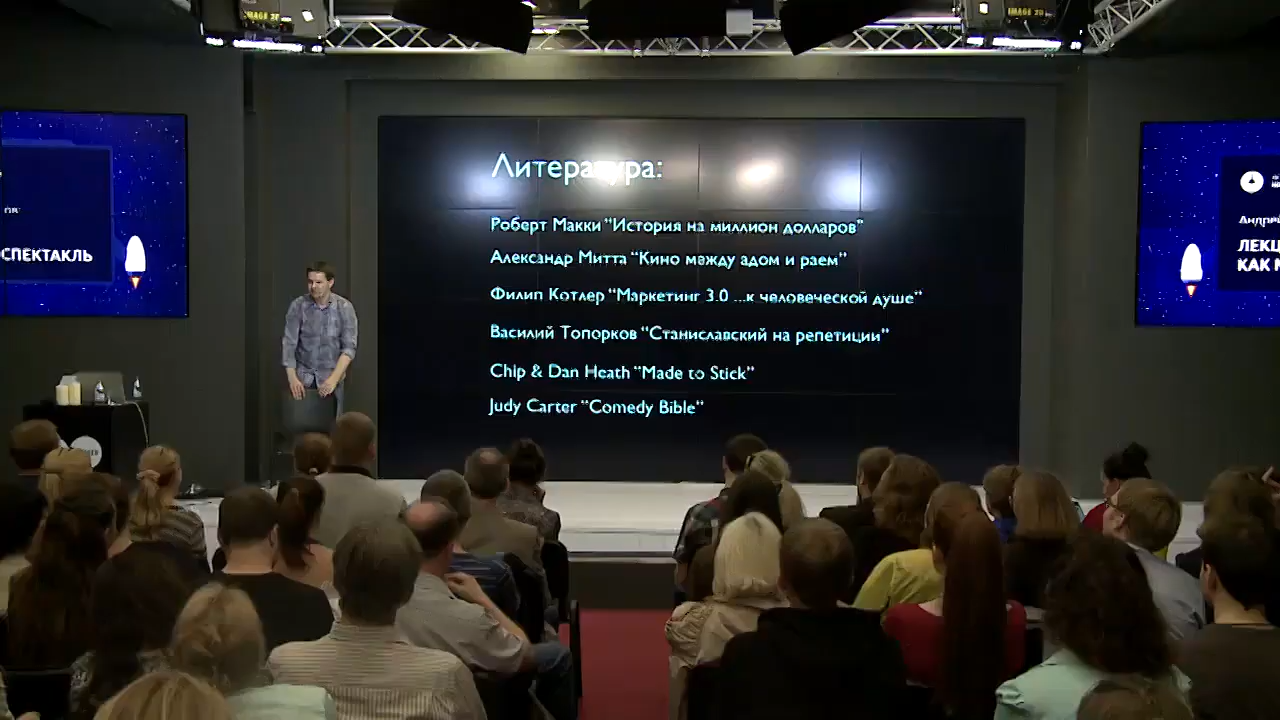 СПЕКТАКЛЬ
Литература:
Роберт Макки “История на миллион долларов”
Александр Митта “Кино между адом и раем”
Филип Котлер “Маркетинг 3.0 ...к человеческой душе”
Василий Топорков “Станиславский на репетиции”
Chip & Dan Heath “Made to Stick”
Judy Carter “Comedy Bible”
Андрей
ЛЕКЦ
КАК